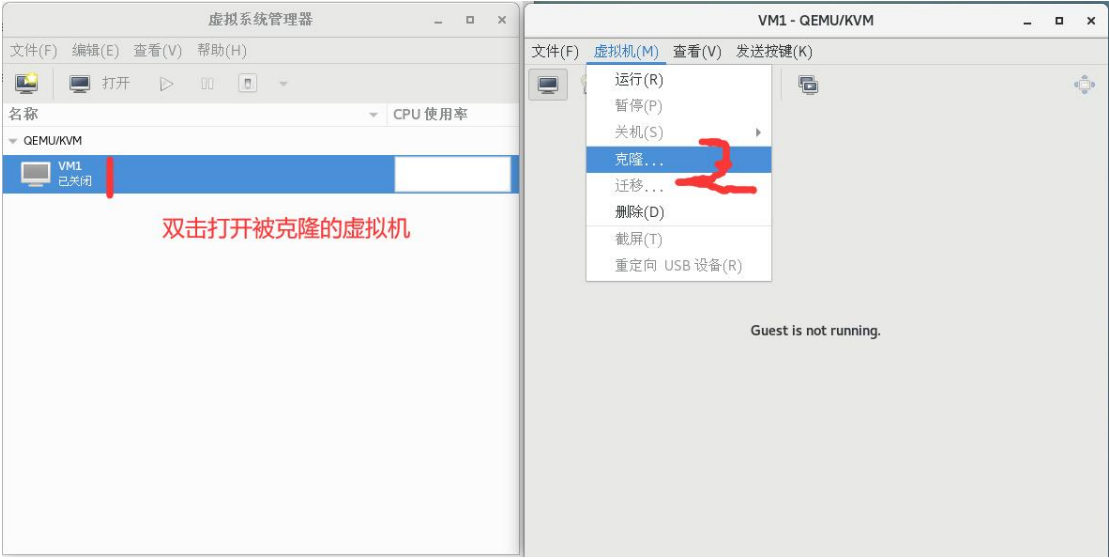 虚拟系统管理器
文件(F) 编辑(E) 查看(V) 帮助(H)
打开
名称 CPU 使用率
QEMU/KVM
VM1
已关闭
双击打开被克隆的虚拟机
VM1 - QEMU/KVM
文件(F) 虚拟机(M) 查看(V) 发送按键(K)
运行(R)
暂停(P)
关机(S)
克隆...
迁移...
删除(D)
截屏(T)
重定向 USB 设备(R)
2
Guest is not running.